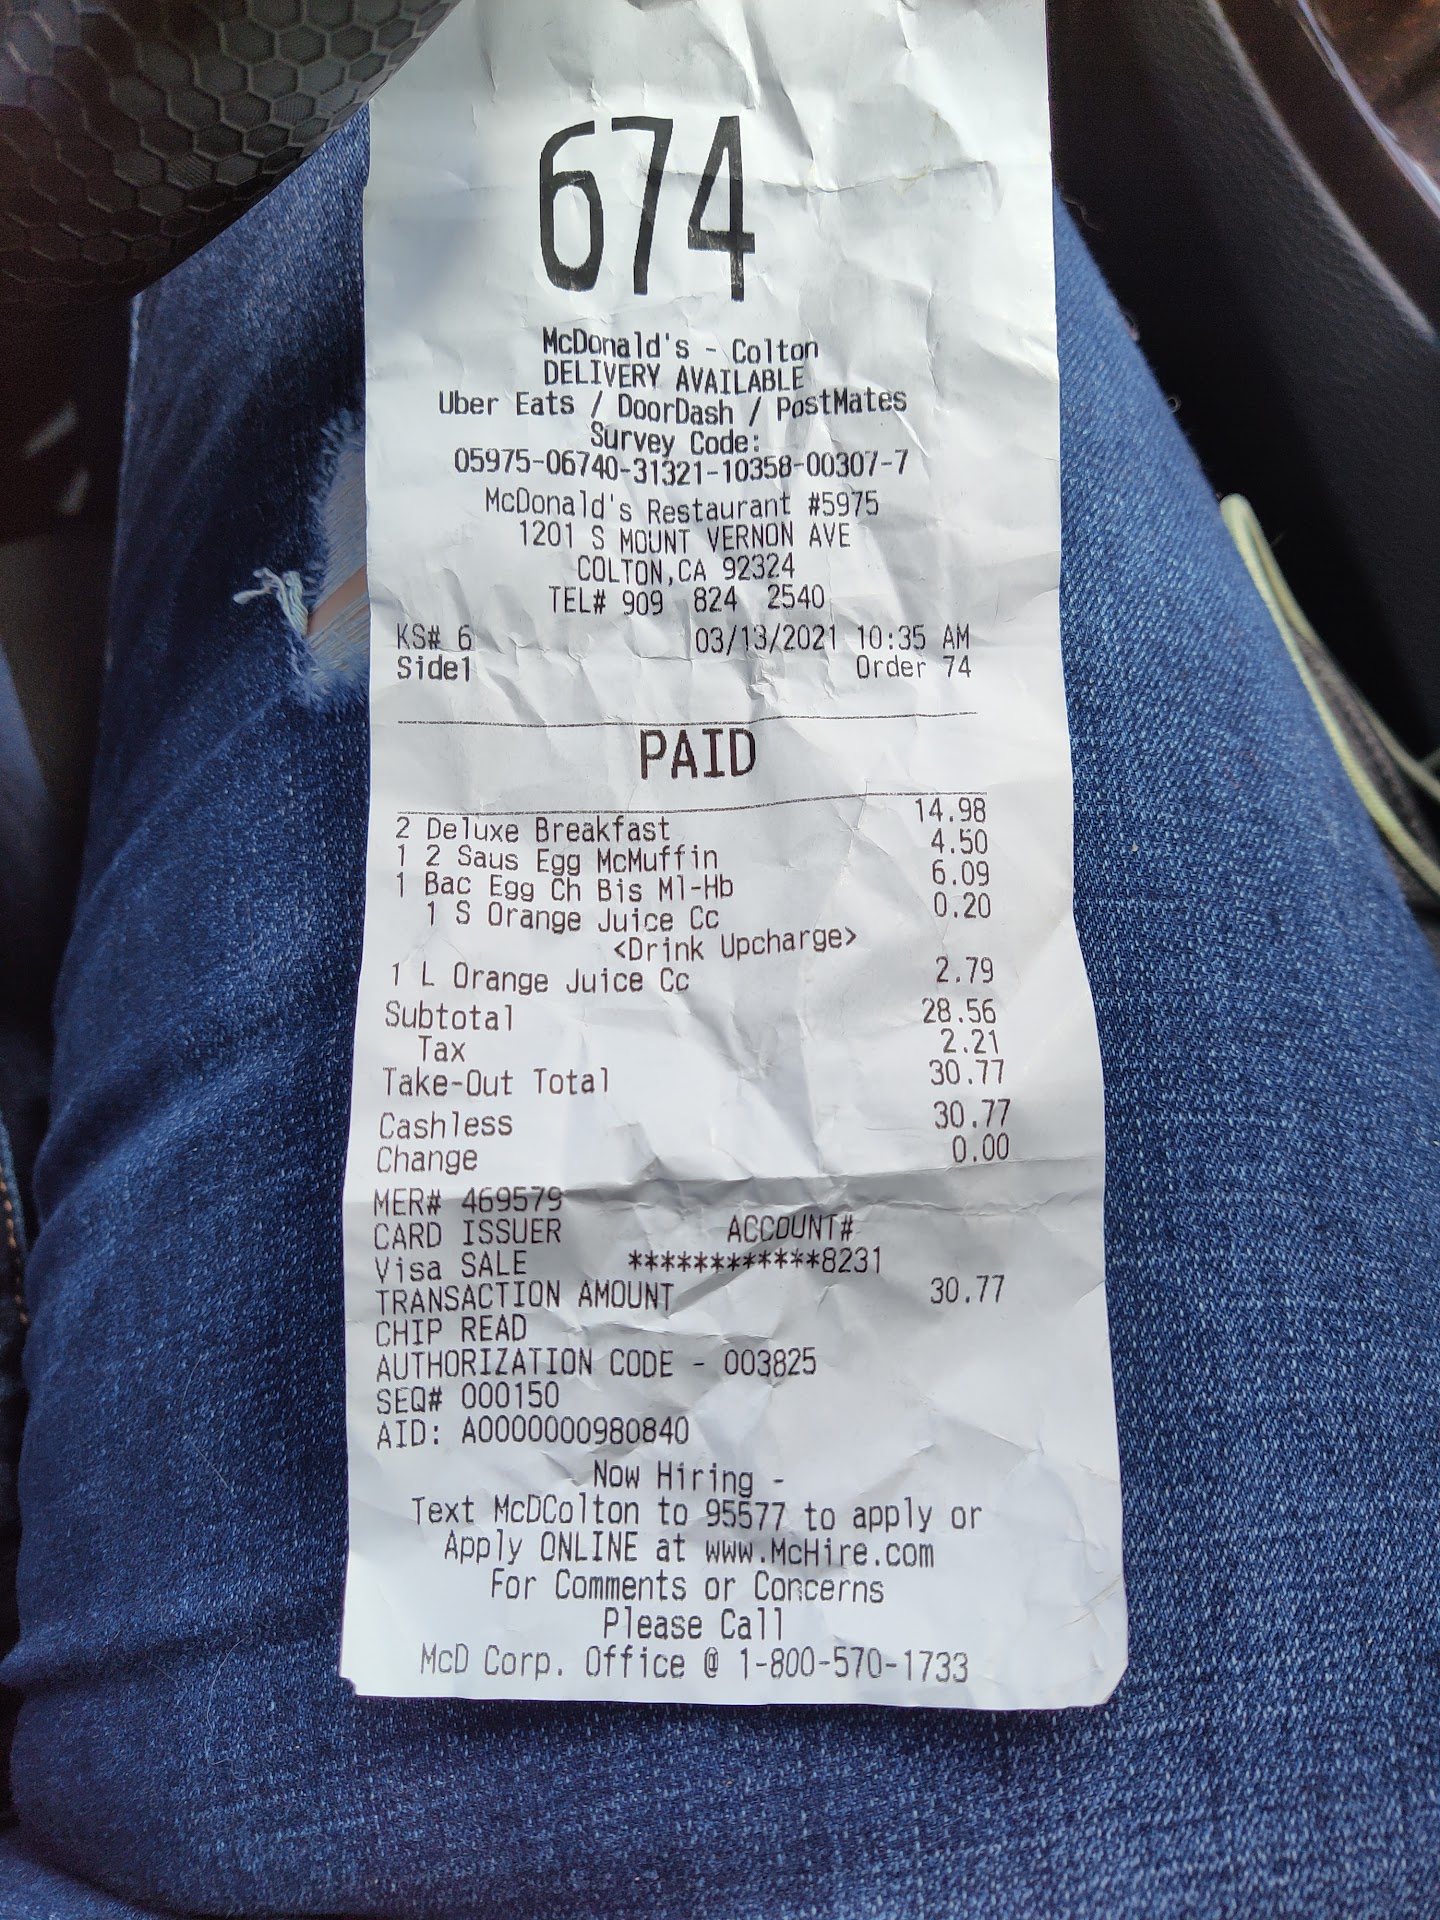 674
McDonald's - Colton
DELIVERY AVAILABLE
Uber Eats / DoorDash / PostMates
Survey Code:
05975-06740-31321-10358-00307-7
McDonald's Restaurant #5975
1201 S MOUNT VERNON AVE
COLTON,CA 92324
TEL# 909 824 2540
KS# 6 03/13/2021 10:35 AM
Side1 Order 74
PAID
2 Deluxe Breakfast 14.98
1 2 Saus Egg McMuffin 4.50
1 Bac Egg Ch Bis Ml-Hb 6.09
1 S Orange Juice Cc 0.20
<Drink Upcharge>
1 L Orange Juice Cc 2.79
Subtotal 28.56
Tax 2.21
Take-Out Total 30.77
Cashless 30.77
Change 0.00
MER# 469579
CARD ISSUER ACCOUNT#
Visa SALE ************8231
TRANSACTION AMOUNT 30.77
CHIP READ
AUTHORIZATION CODE - 003825
SEQ# 000150
AID: A0000000980840
Now Hiring -
Text McDColton to 95577 to apply or
Apply ONLINE at www.McHire.com
For Comments or Concerns
Please Call
McD Corp. Office @ 1-800-570-1733